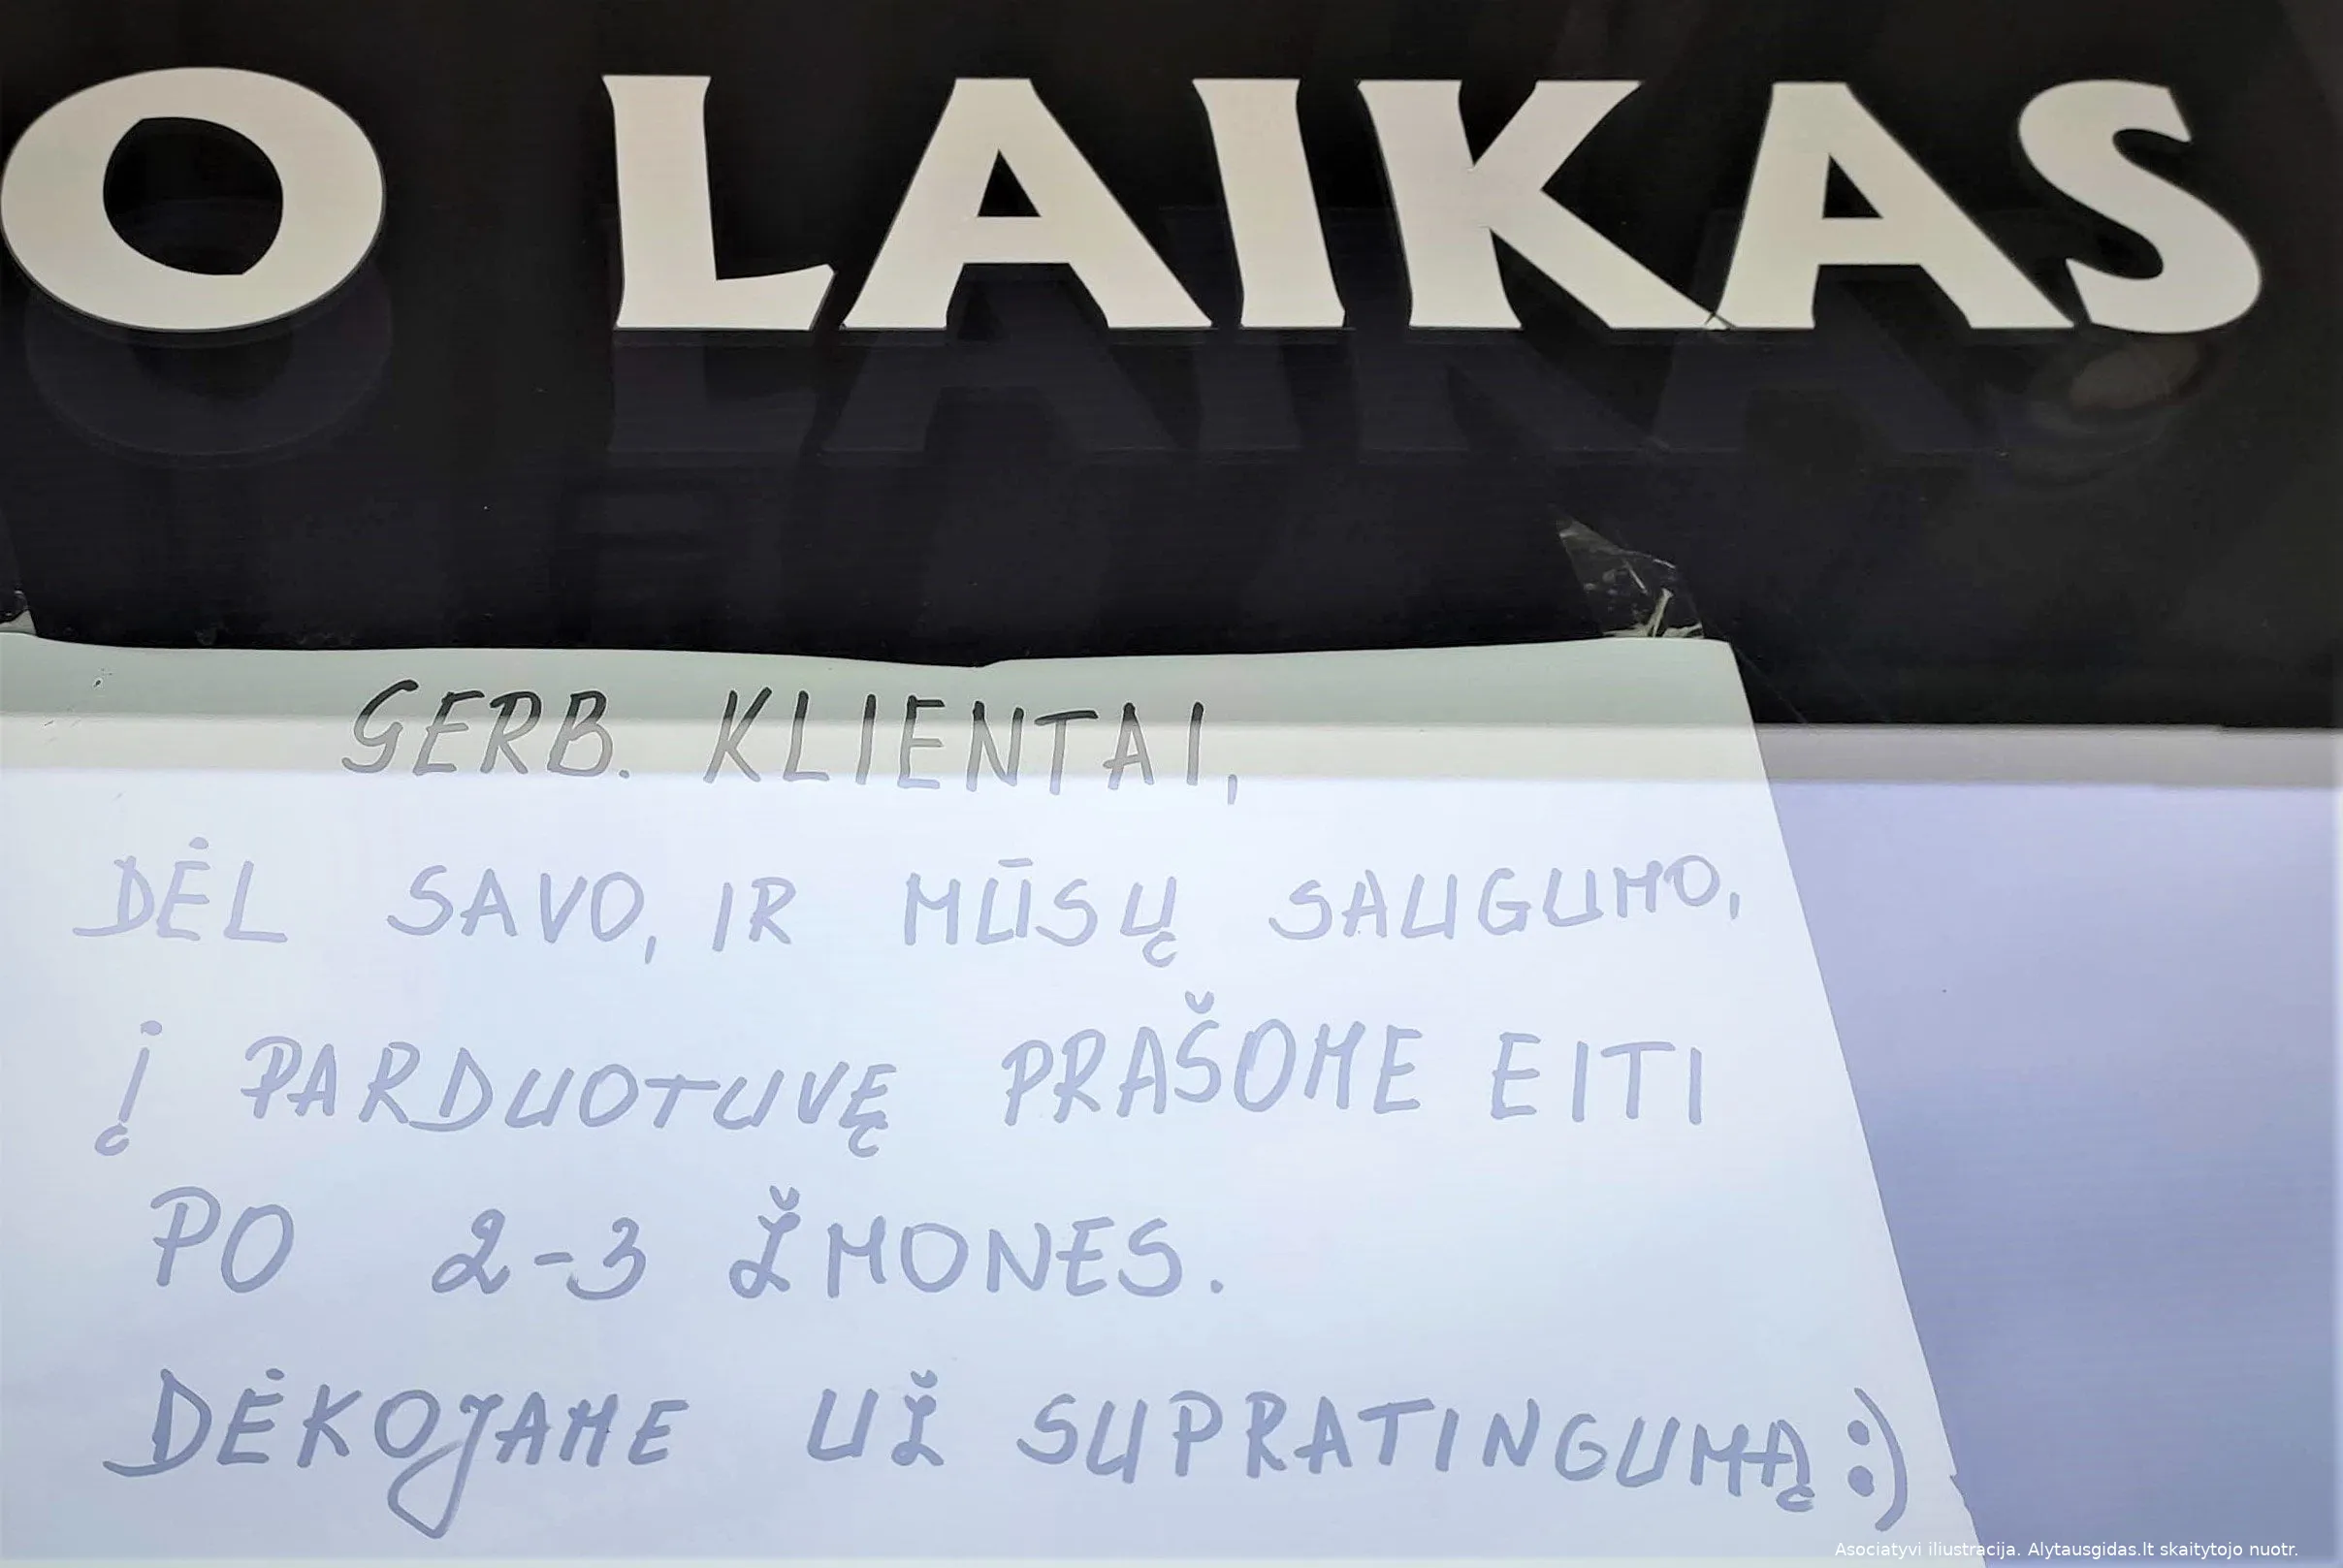 O LAIKAS
GERB. KLIENTAI,
DĖL SAVO, IR MŪSŲ SAUGUMO,
Į PARDUOTUVĘ PRAŠOME EITI
PO 2-3 ŽMONES.
DĖKOJAME UŽ SUPRATINGUMĄ :)
Asociatyvi iliustracija. Alytausgidas.lt skaitytojo nuotr.